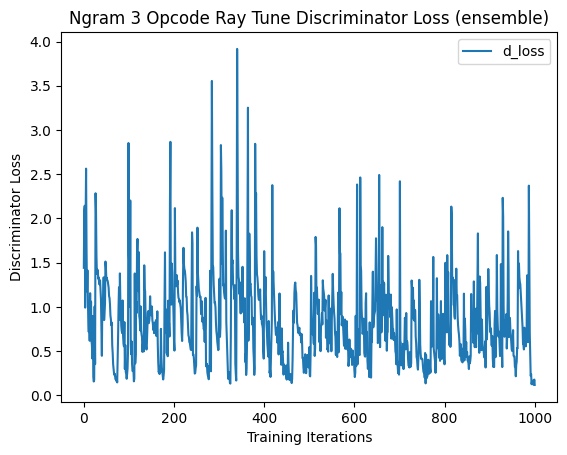 Ngram 3 Opcode Ray Tune Discriminator Loss (ensemble)
d_loss
Discriminator Loss
4.0
3.5
3.0
2.5
2.0
1.5
1.0
0.5
0.0
0 200 400 600 800 1000
Training Iterations